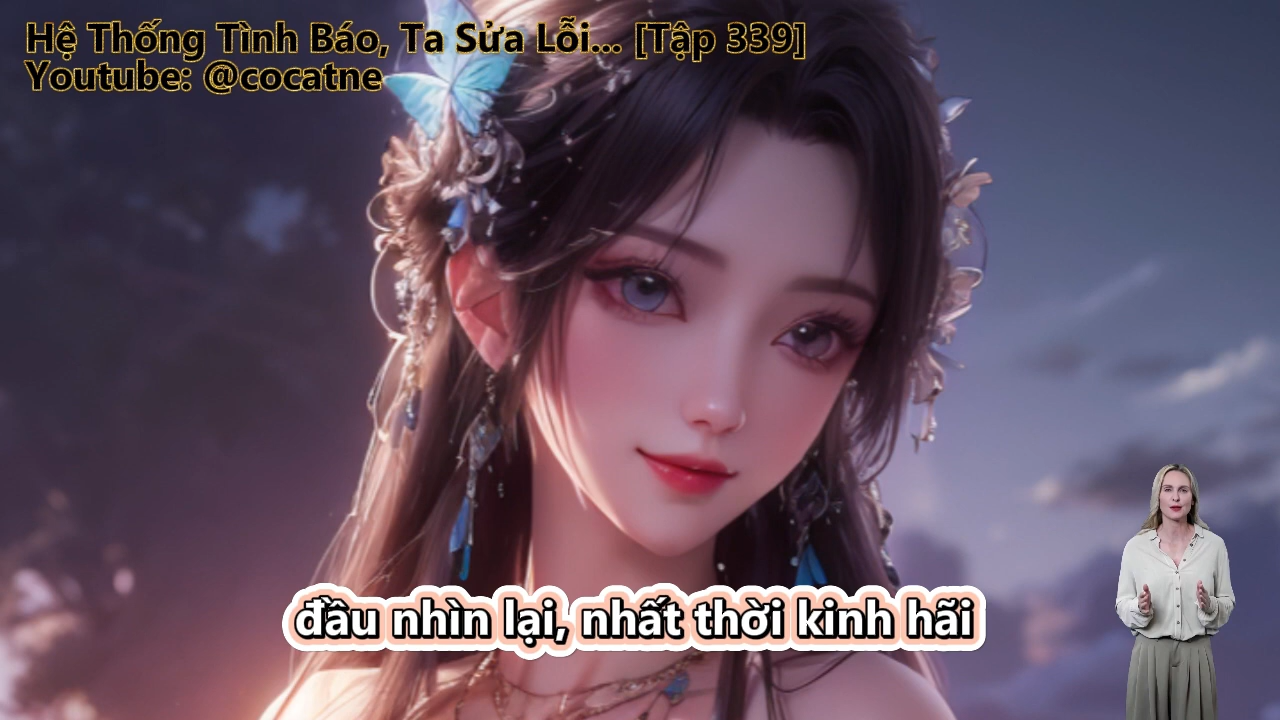 Hệ Thống Tình Báo, Ta Sửa Lỗi... [Tập 339]
Youtube: @cocatne
đầu nhìn lại, nhất thời kinh hãi